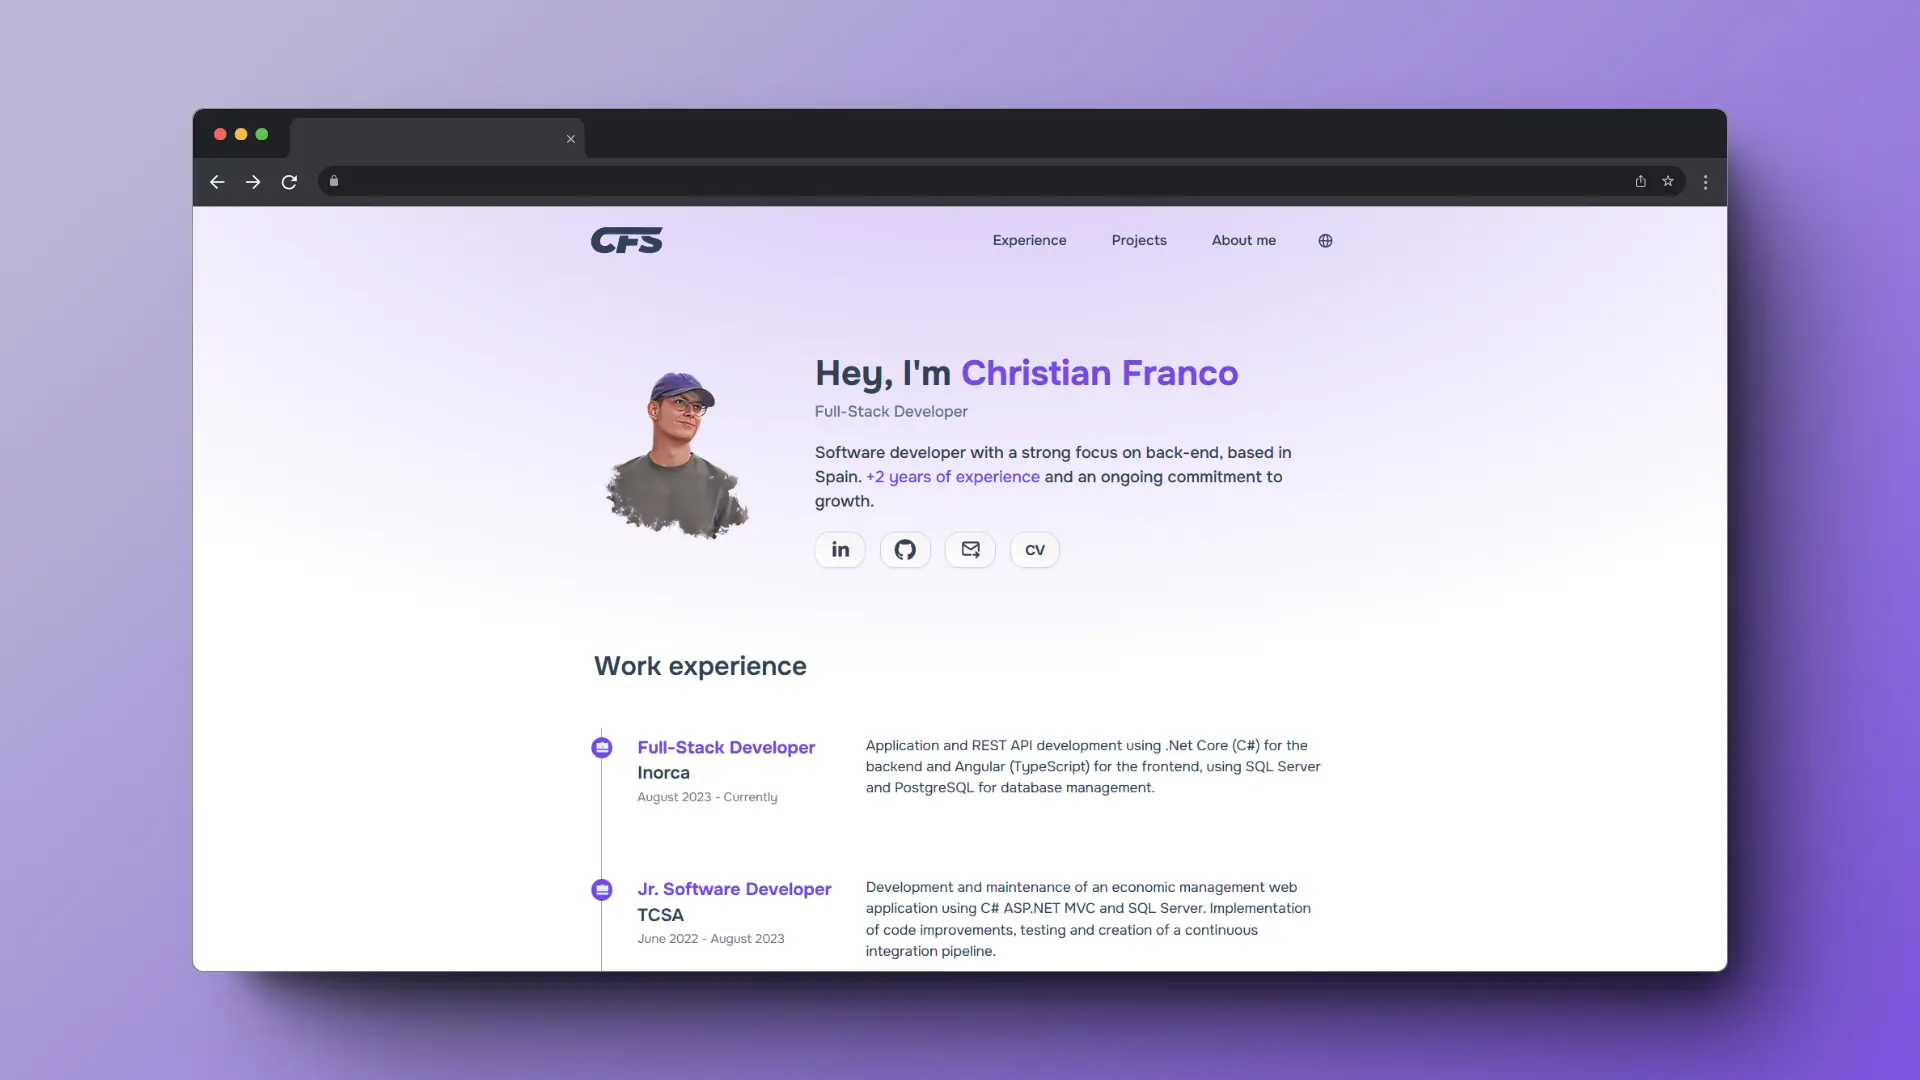 CFS
Experience Projects About me
Hey, I'm Christian Franco
Full-Stack Developer
Software developer with a strong focus on back-end, based in
Spain. +2 years of experience and an ongoing commitment to
growth.
in CV
Work experience
Full-Stack Developer
Inorca
August 2023 - Currently
Application and REST API development using .Net Core (C#) for the
backend and Angular (TypeScript) for the frontend, using SQL Server
and PostgreSQL for database management.
Jr. Software Developer
TCSA
June 2022 - August 2023
Development and maintenance of an economic management web
application using C# ASP.NET MVC and SQL Server. Implementation
of code improvements, testing and creation of a continuous
integration pipeline.